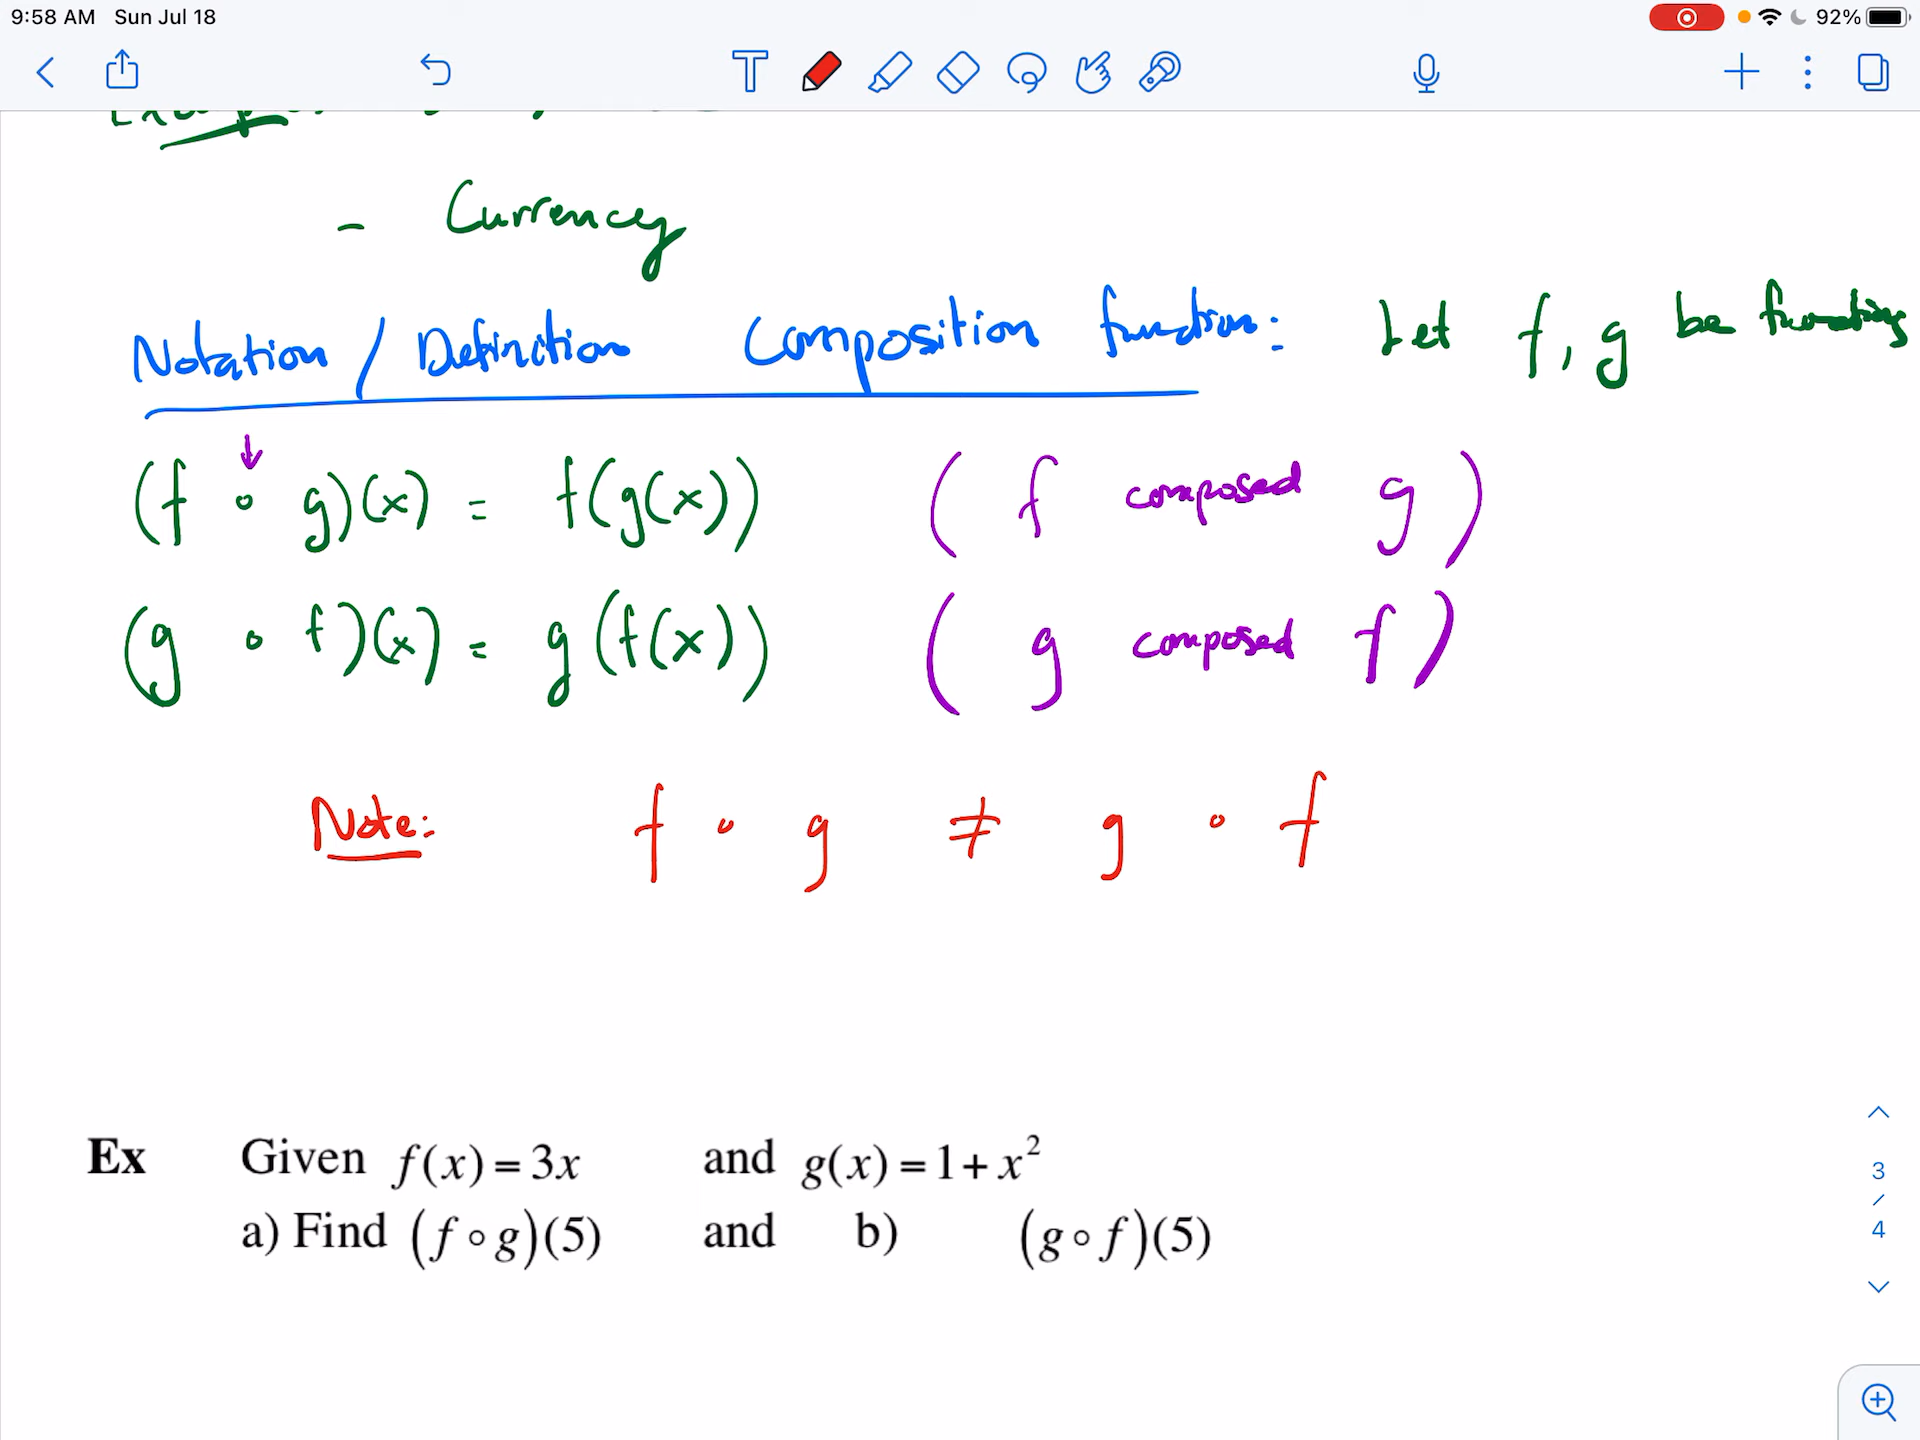 9:58 AM Sun Jul 18 92%
- Currency
Notation / Definition Composition function: Let f, g be functions
(f ∘ g)(x) = f(g(x)) ( f composed g )
(g ∘ f)(x) = g(f(x)) ( g composed f )
Note: f ∘ g ≠ g ∘ f
Ex Given f(x) = 3x and g(x) = 1 + x²
a) Find (f ∘ g)(5) and b) (g ∘ f)(5)
3
/
4